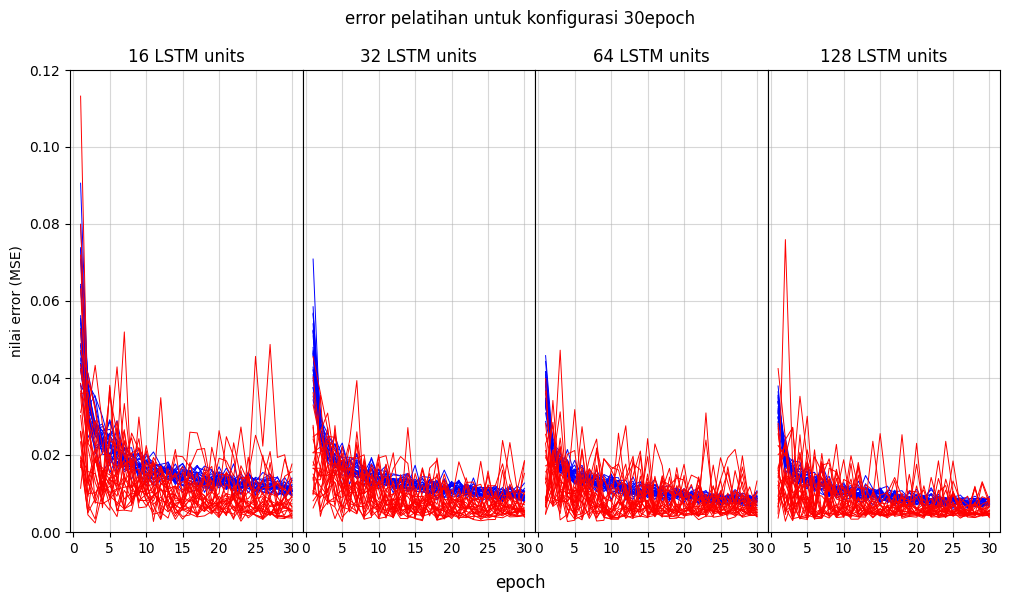 error pelatihan untuk konfigurasi 30epoch
16 LSTM units
32 LSTM units
64 LSTM units
128 LSTM units
nilai error (MSE)
0.12
0.10
0.08
0.06
0.04
0.02
0.00
0 5 10 15 20 25 30
0 5 10 15 20 25 30
0 5 10 15 20 25 30
0 5 10 15 20 25 30
epoch